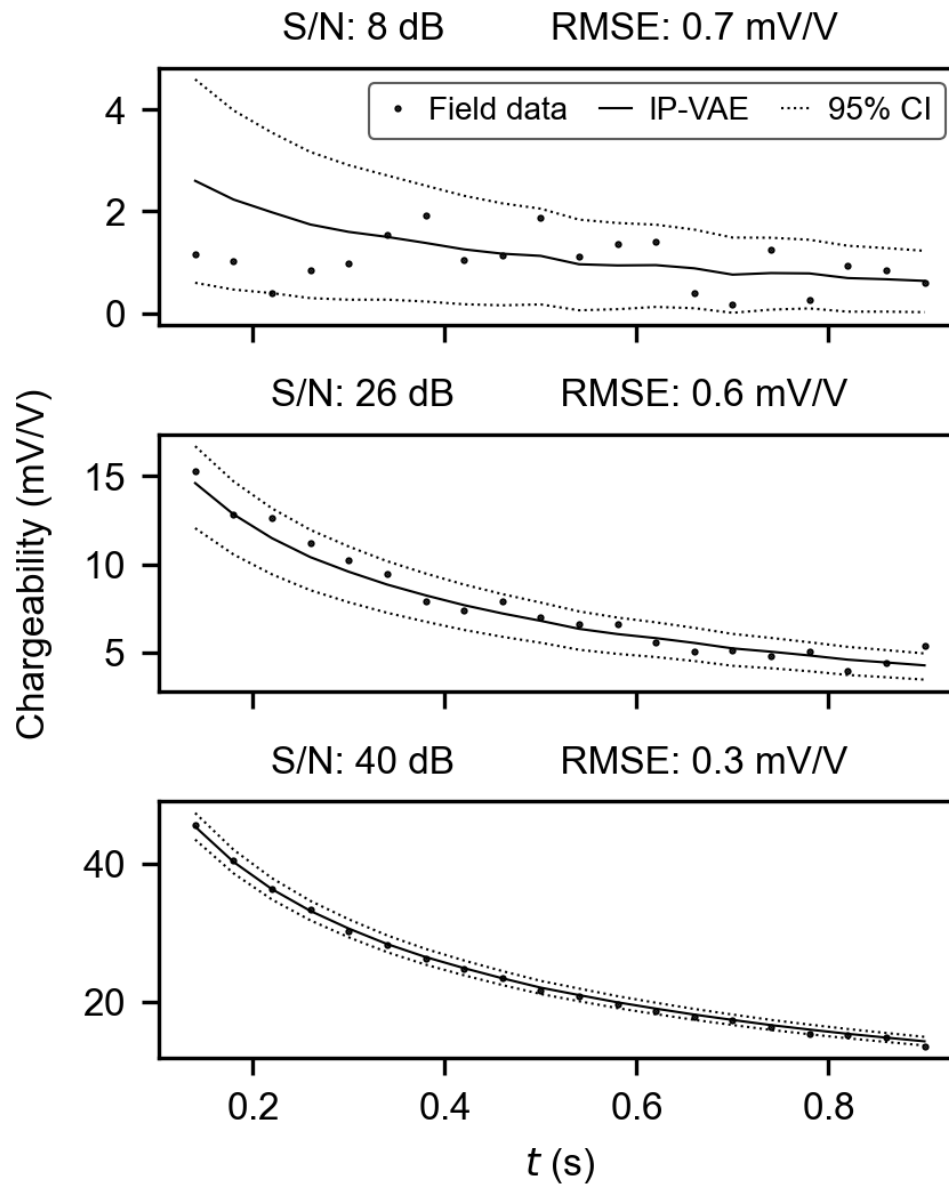 S/N: 8 dB RMSE: 0.7 mV/V
Field data IP-VAE 95% CI
4
2
0
S/N: 26 dB RMSE: 0.6 mV/V
Chargeability (mV/V)
15
10
5
S/N: 40 dB RMSE: 0.3 mV/V
40
20
0.2 0.4 0.6 0.8
t (s)